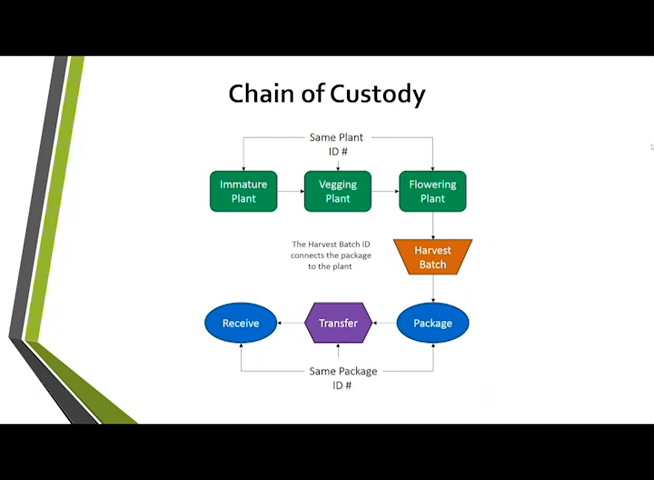 Chain of Custody
Same Plant
ID #
Immature
Plant
Vegging
Plant
Flowering
Plant
The Harvest Batch ID
connects the package
to the plant
Harvest
Batch
Receive
Transfer
Package
Same Package
ID #